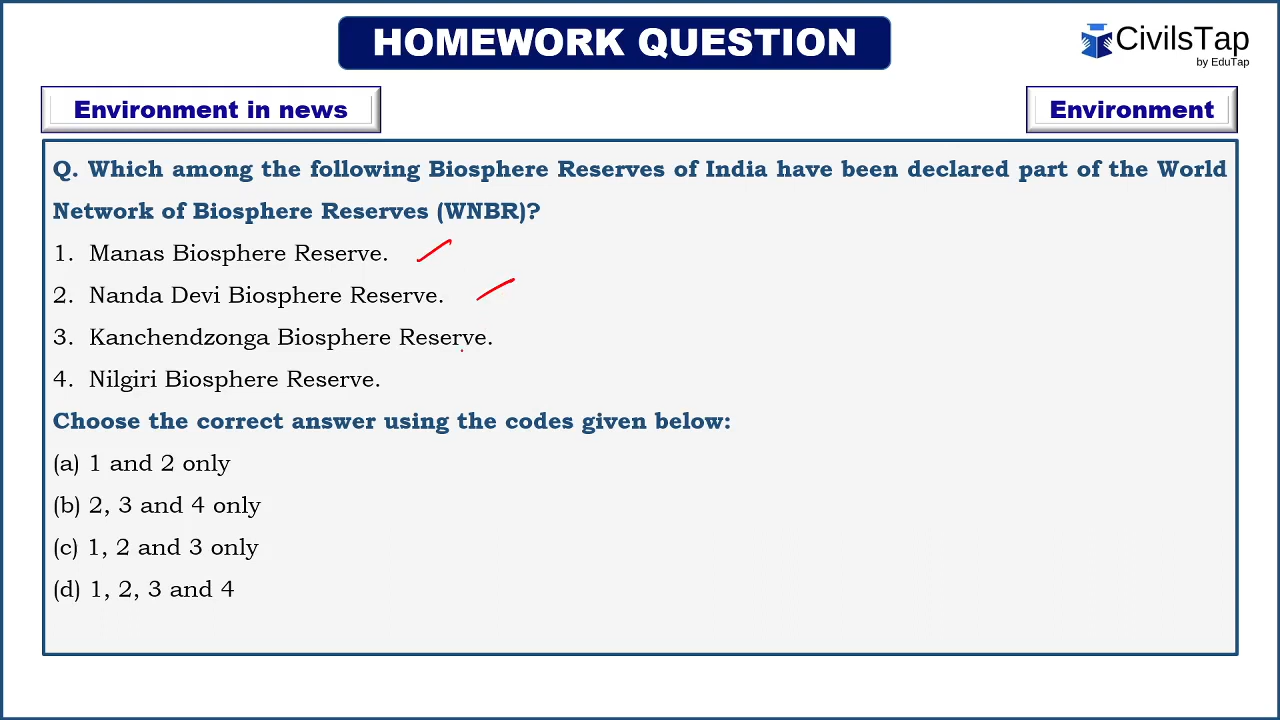 HOMEWORK QUESTION
CivilsTap
by EduTap
Environment in news
Environment
Q. Which among the following Biosphere Reserves of India have been declared part of the World
Network of Biosphere Reserves (WNBR)?
1. Manas Biosphere Reserve.
2. Nanda Devi Biosphere Reserve.
3. Kanchendzonga Biosphere Reserve.
4. Nilgiri Biosphere Reserve.
Choose the correct answer using the codes given below:
(a) 1 and 2 only
(b) 2, 3 and 4 only
(c) 1, 2 and 3 only
(d) 1, 2, 3 and 4